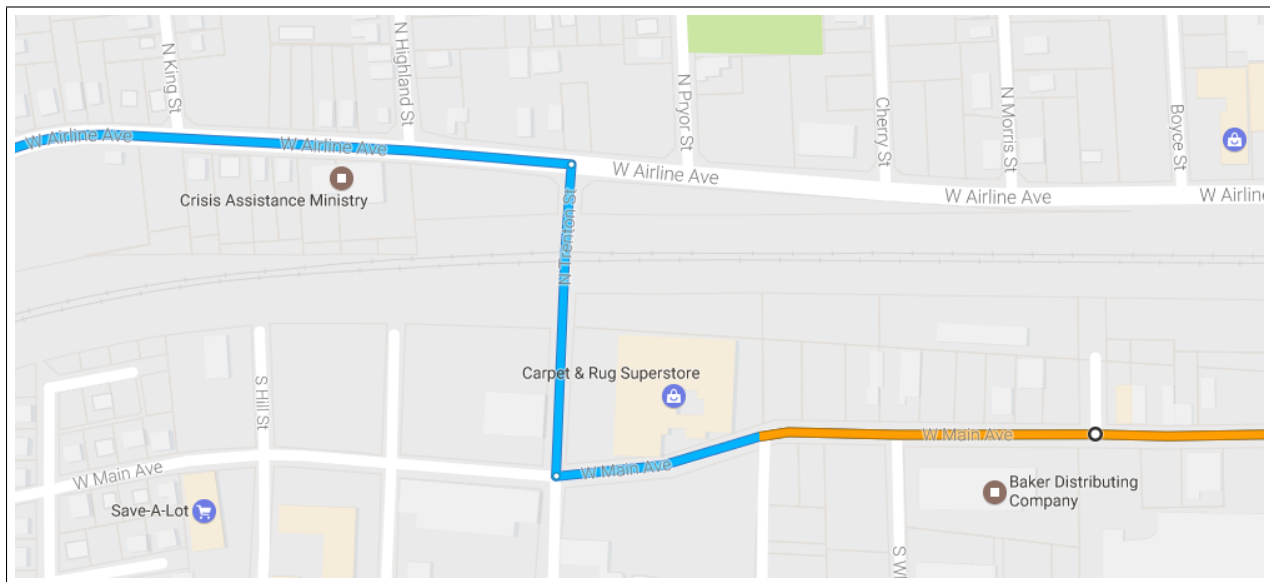 N King St
N Highland St
N Pryor St
Cherry St
N Morris St
Boyce St
W Airline Ave
W Airline Ave
W Airline Ave
W Airline Ave
W Airlin
Crisis Assistance Ministry
N Trenton St
Carpet & Rug Superstore
S Hill St
W Main Ave
W Main Ave
W Main Ave
Save-A-Lot
Baker Distributing
Company
S W